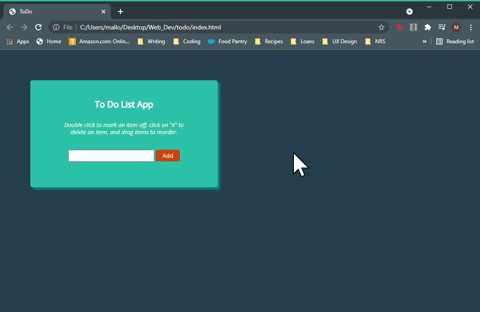 ToDo
File C:/Users/mallo/Desktop/Web_Dev/todo/index.html
M
Apps Home Amazon.com: Onlin... Writing Coding Food Pantry Recipes Loans UX Design NRS » Reading list
To Do List App
Double click to mark an item off, click on "X" to
delete an item, and drag items to reorder.
Add